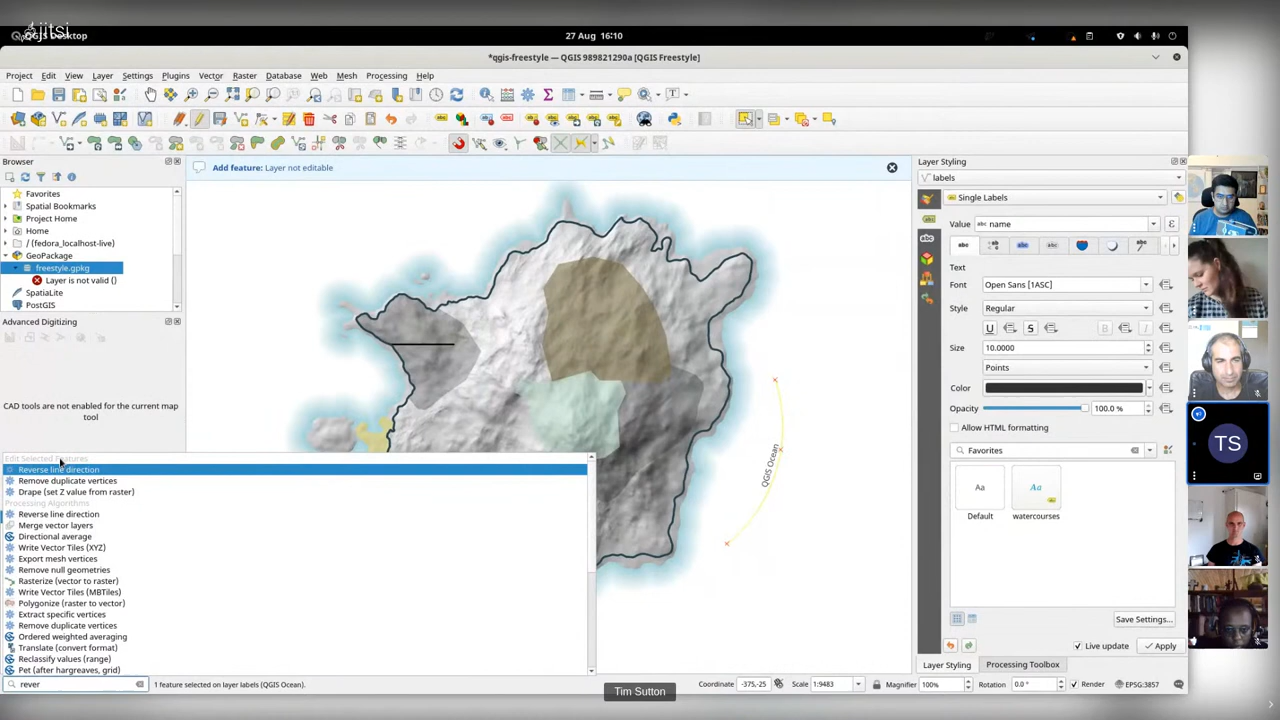 jitsi
QGIS Desktop
27 Aug 16:10
*qgis-freestyle — QGIS 989821290a [QGIS Freestyle]
Project Edit View Layer Settings Plugins Vector Raster Database Web Mesh Processing Help
Browser
Favorites
Spatial Bookmarks
Project Home
Home
/ (fedora_localhost-live)
GeoPackage
freestyle.gpkg
Layer is not valid ()
SpatiaLite
PostGIS
Advanced Digitizing
CAD tools are not enabled for the current map
tool
Add feature: Layer not editable
QGIS Ocean
Edit Selected Features
Reverse line direction
Remove duplicate vertices
Drape (set Z value from raster)
Processing Algorithms
Reverse line direction
Merge vector layers
Directional average
Write Vector Tiles (XYZ)
Export mesh vertices
Remove null geometries
Rasterize (vector to raster)
Write Vector Tiles (MBTiles)
Polygonize (raster to vector)
Extract specific vertices
Remove duplicate vertices
Ordered weighted averaging
Translate (convert format)
Reclassify values (range)
Pet (after hargreaves, grid)
Layer Styling
labels
Single Labels
Value abc name
Text
Font Open Sans [1ASC]
Style Regular
Size 10.0000
Points
Color
Opacity 100.0 %
Allow HTML formatting
Favorites
Aa
Default
Aa
watercourses
Save Settings...
Live update Apply
Layer Styling Processing Toolbox
rever
1 feature selected on layer labels (QGIS Ocean).
Coordinate -375,-25 Scale 1:9483 Magnifier 100% Rotation 0.0 ° Render EPSG:3857
TS
Tim Sutton